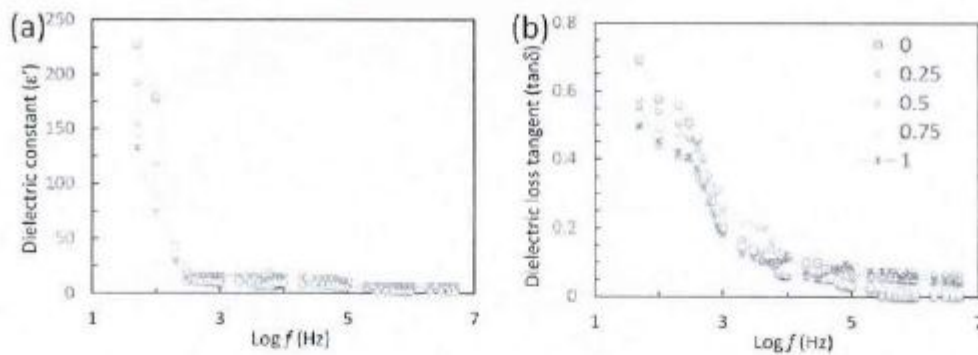 (a)
250
200
150
100
50
0
Dielectric constant (ε')
1 3 5 7
Log f (Hz)
(b)
0.8
0.6
0.4
0.2
0
Dielectric loss tangent (tanδ)
1 3 5 7
Log f (Hz)
0
0.25
0.5
0.75
1